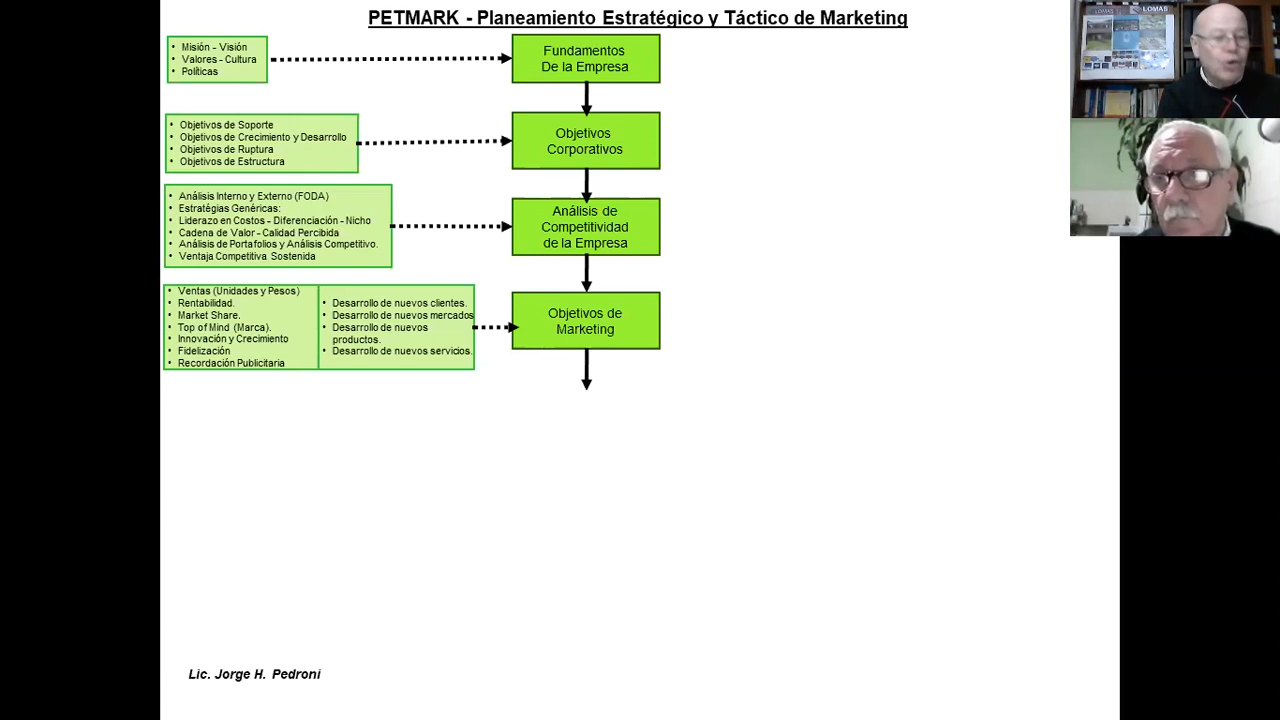 PETMARK - Planeamiento Estratégico y Táctico de Marketing
• Misión - Visión
• Valores - Cultura
• Políticas
Fundamentos
De la Empresa
• Objetivos de Soporte
• Objetivos de Crecimiento y Desarrollo
• Objetivos de Ruptura
• Objetivos de Estructura
Objetivos
Corporativos
• Análisis Interno y Externo (FODA)
• Estratégias Genéricas:
Liderazo en Costos - Diferenciación - Nicho
• Cadena de Valor - Calidad Percibida
• Análisis de Portafolios y Análisis Competitivo.
• Ventaja Competitiva Sostenida
Análisis de
Competitividad
de la Empresa
• Ventas (Unidades y Pesos)
• Rentabilidad.
• Market Share.
• Top of Mind (Marca).
• Innovación y Crecimiento
• Fidelización
• Recordación Publicitaria
• Desarrollo de nuevos clientes.
• Desarrollo de nuevos mercados
• Desarrollo de nuevos
productos.
• Desarrollo de nuevos servicios.
Objetivos de
Marketing
Lic. Jorge H. Pedroni
LOMAS
LOMAS